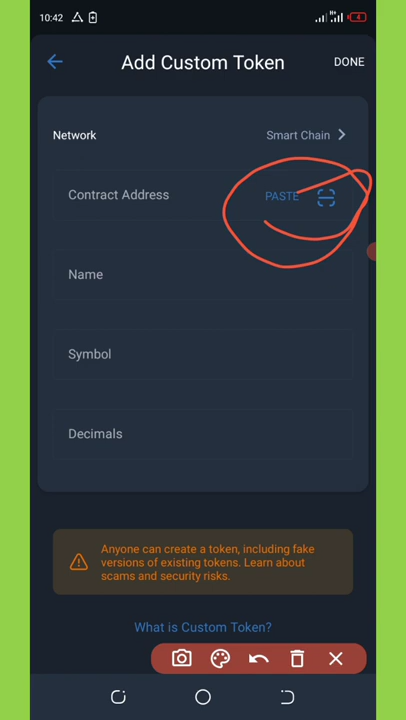 10:42
4
Add Custom Token
DONE
Network
Smart Chain
Contract Address
PASTE
Name
Symbol
Decimals
Anyone can create a token, including fake
versions of existing tokens. Learn about
scams and security risks.
What is Custom Token?